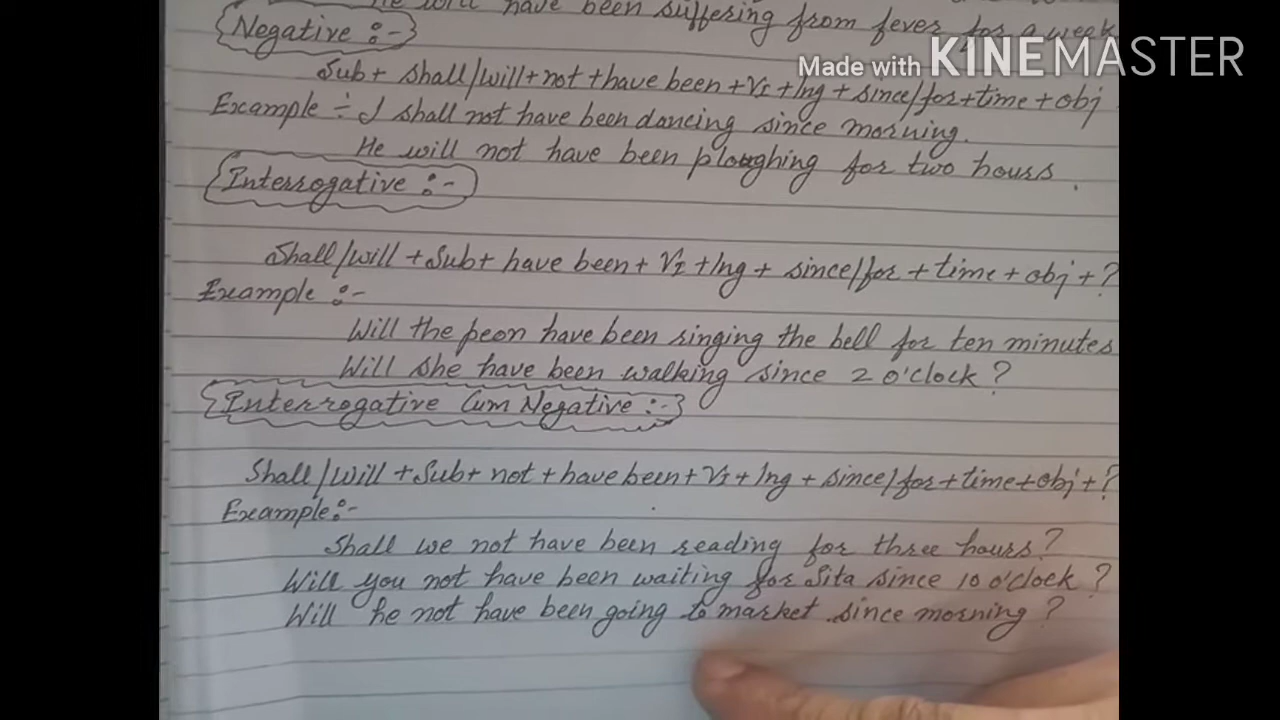 He will have been suffering from fever for a week
Negative :-
Made with KINEMASTER
Sub+ shall/will+not+have been+V1+Ing+since/for+time+obj
Example ÷ I shall not have been dancing since morning.
He will not have been ploughing for two hours.
Interrogative :-
Shall/will+Sub+ have been+V1+Ing+ since/for+time+obj+?
Example :-
Will the peon have been ringing the bell for ten minutes
Will she have been walking since 2 o'clock?
Interrogative Cum Negative :-
Shall/will+Sub+ not+have been+V1+Ing+since/for+time+obj+?
Example:-
Shall we not have been reading for three hours?
Will you not have been waiting for Sita since 10 o'clock?
Will he not have been going to market since morning?